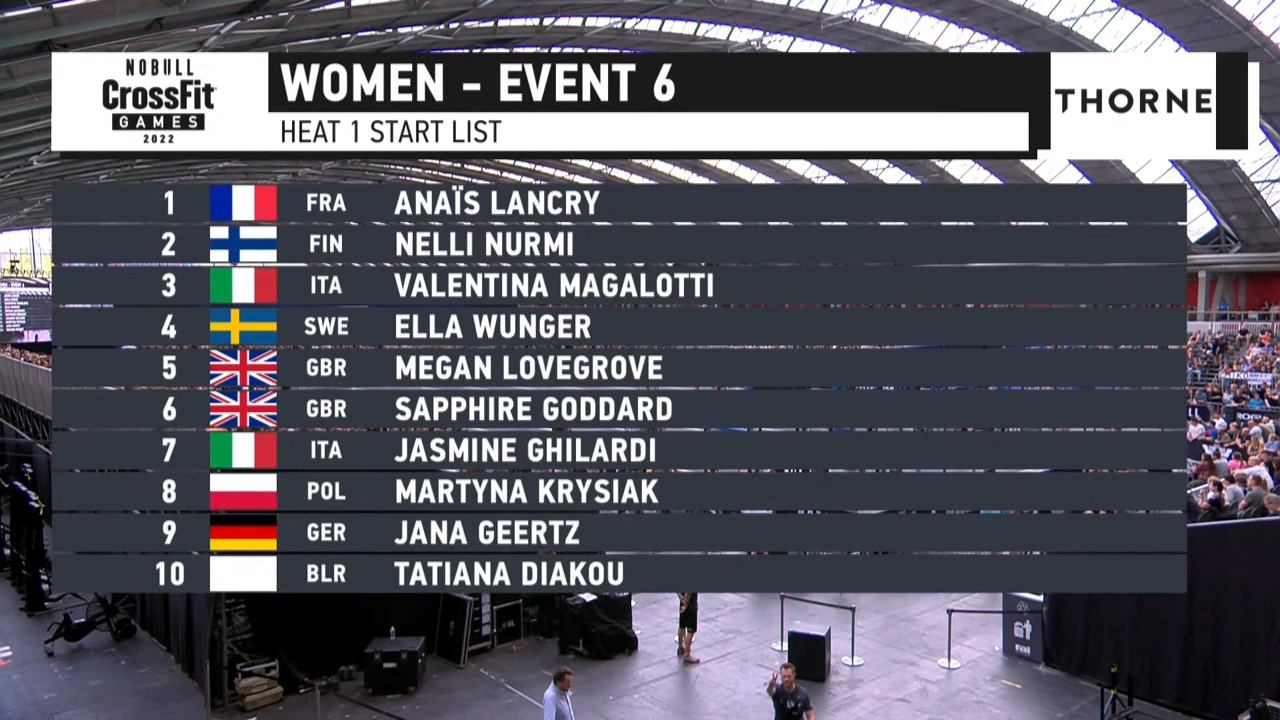 NOBULL
CrossFit
GAMES
2022
WOMEN - EVENT 6
HEAT 1 START LIST
THORNE
1 FRA ANAÏS LANCRY
2 FIN NELLI NURMI
3 ITA VALENTINA MAGALOTTI
4 SWE ELLA WUNGER
5 GBR MEGAN LOVEGROVE
6 GBR SAPPHIRE GODDARD
7 ITA JASMINE GHILARDI
8 POL MARTYNA KRYSIAK
9 GER JANA GEERTZ
10 BLR TATIANA DIAKOU